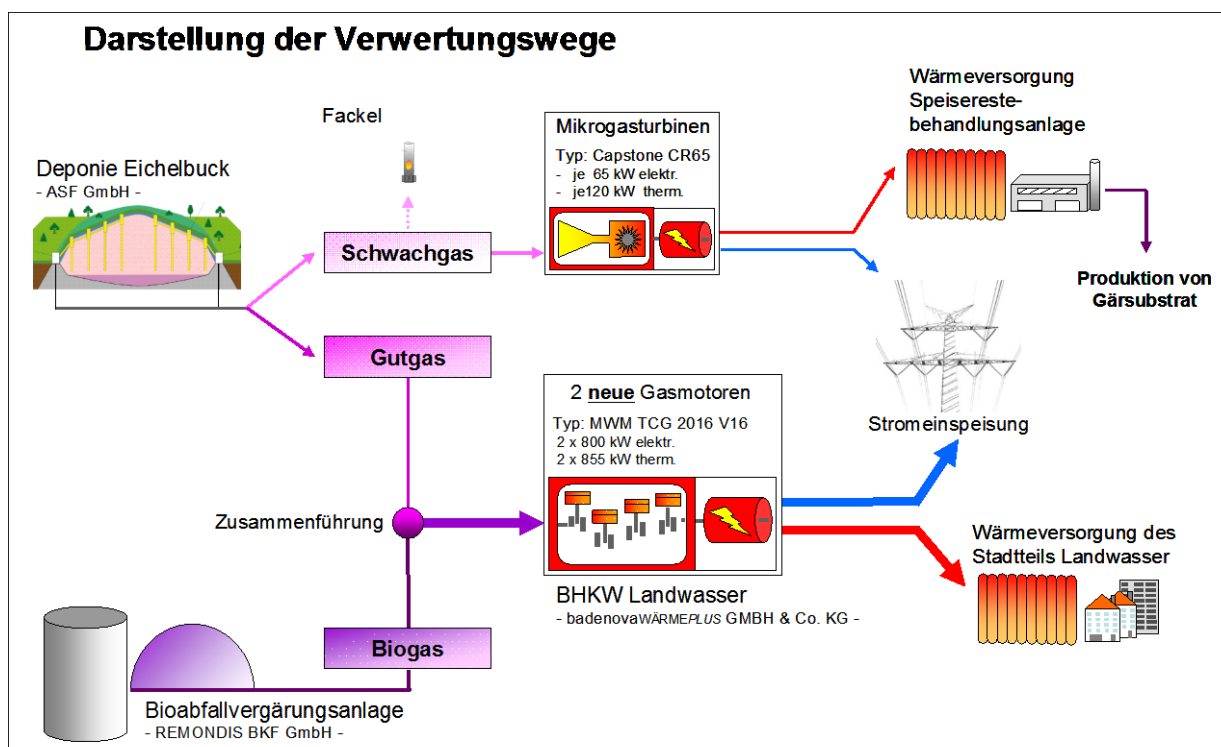 Darstellung der Verwertungswege
Deponie Eichelbuck
- ASF GmbH -
Fackel
Schwachgas
Gutgas
Mikrogasturbinen
Typ: Capstone CR65
- je 65 kW elektr.
- je120 kW therm.
Wärmeversorgung
Speisereste-
behandlungsanlage
Produktion von
Gärsubstrat
Stromeinspeisung
2 neue Gasmotoren
Typ: MWM TCG 2016 V16
2 x 800 kW elektr.
2 x 855 kW therm.
Zusammenführung
BHKW Landwasser
- badenovaWÄRMEPLUS GMBH & Co. KG -
Wärmeversorgung des
Stadtteils Landwasser
Biogas
Bioabfallvergärungsanlage
- REMONDIS BKF GmbH -